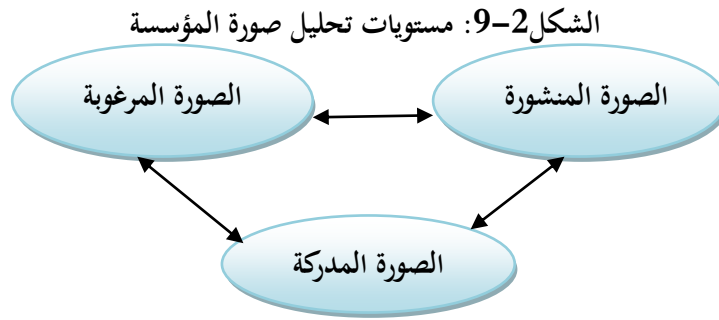 الشكل2-9: مستويات تحليل صورة المؤسسة
الصورة المنشورة
الصورة المرغوبة
الصورة المدركة